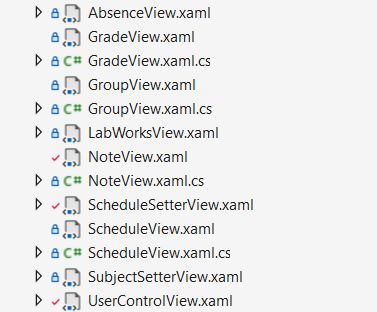 AbsenceView.xaml
GradeView.xaml
C# GradeView.xaml.cs
GroupView.xaml
C# GroupView.xaml.cs
LabWorksView.xaml
NoteView.xaml
C# NoteView.xaml.cs
ScheduleSetterView.xaml
ScheduleView.xaml
C# ScheduleView.xaml.cs
SubjectSetterView.xaml
UserControlView.xaml